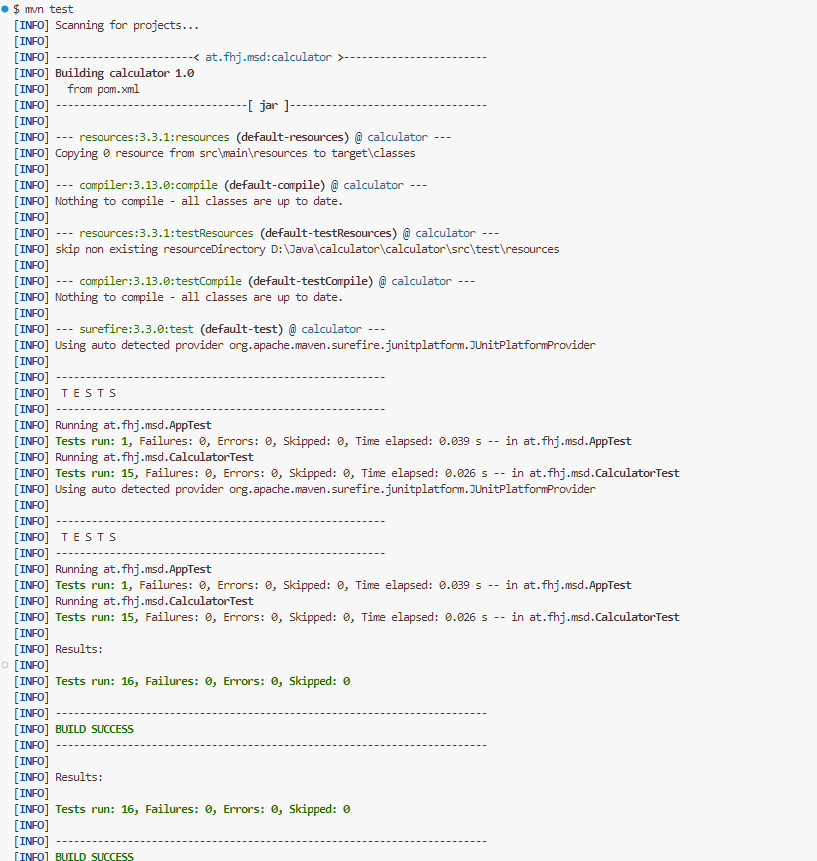 $ mvn test
[INFO] Scanning for projects...
[INFO]
[INFO] -----------------------< at.fhj.msd:calculator >------------------------
[INFO] Building calculator 1.0
[INFO]   from pom.xml
[INFO] --------------------------------[ jar ]---------------------------------
[INFO]
[INFO] --- resources:3.3.1:resources (default-resources) @ calculator ---
[INFO] Copying 0 resource from src\main\resources to target\classes
[INFO]
[INFO] --- compiler:3.13.0:compile (default-compile) @ calculator ---
[INFO] Nothing to compile - all classes are up to date.
[INFO]
[INFO] --- resources:3.3.1:testResources (default-testResources) @ calculator ---
[INFO] skip non existing resourceDirectory D:\Java\calculator\calculator\src\test\resources
[INFO]
[INFO] --- compiler:3.13.0:testCompile (default-testCompile) @ calculator ---
[INFO] Nothing to compile - all classes are up to date.
[INFO]
[INFO] --- surefire:3.3.0:test (default-test) @ calculator ---
[INFO] Using auto detected provider org.apache.maven.surefire.junitplatform.JUnitPlatformProvider
[INFO]
[INFO] -------------------------------------------------------
[INFO]  T E S T S
[INFO] -------------------------------------------------------
[INFO] Running at.fhj.msd.AppTest
[INFO] Tests run: 1, Failures: 0, Errors: 0, Skipped: 0, Time elapsed: 0.039 s -- in at.fhj.msd.AppTest
[INFO] Running at.fhj.msd.CalculatorTest
[INFO] Tests run: 15, Failures: 0, Errors: 0, Skipped: 0, Time elapsed: 0.026 s -- in at.fhj.msd.CalculatorTest
[INFO] Using auto detected provider org.apache.maven.surefire.junitplatform.JUnitPlatformProvider
[INFO]
[INFO] -------------------------------------------------------
[INFO]  T E S T S
[INFO] -------------------------------------------------------
[INFO] Running at.fhj.msd.AppTest
[INFO] Tests run: 1, Failures: 0, Errors: 0, Skipped: 0, Time elapsed: 0.039 s -- in at.fhj.msd.AppTest
[INFO] Running at.fhj.msd.CalculatorTest
[INFO] Tests run: 15, Failures: 0, Errors: 0, Skipped: 0, Time elapsed: 0.026 s -- in at.fhj.msd.CalculatorTest
[INFO]
[INFO] Results:
[INFO]
[INFO] Tests run: 16, Failures: 0, Errors: 0, Skipped: 0
[INFO]
[INFO] ------------------------------------------------------------------------
[INFO] BUILD SUCCESS
[INFO] ------------------------------------------------------------------------
[INFO]
[INFO] Results:
[INFO]
[INFO] Tests run: 16, Failures: 0, Errors: 0, Skipped: 0
[INFO]
[INFO] ------------------------------------------------------------------------
[INFO] BUILD SUCCESS